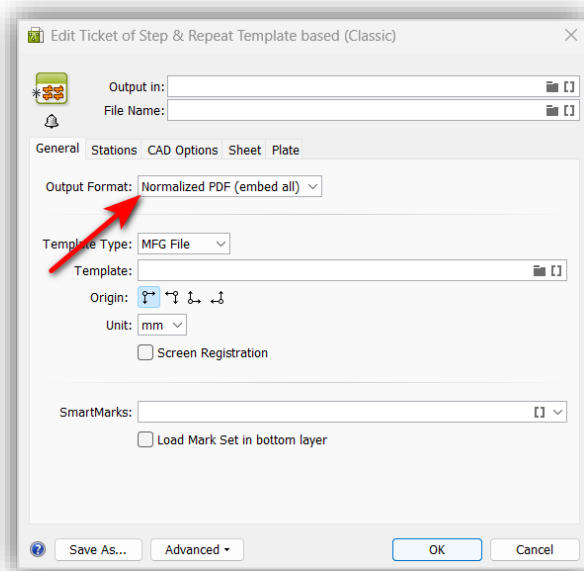 Edit Ticket of Step & Repeat Template based (Classic)
Output in:
File Name:
General Stations CAD Options Sheet Plate
Output Format: Normalized PDF (embed all)
Template Type: MFG File
Template:
Origin:
Unit: mm
Screen Registration
SmartMarks:
Load Mark Set in bottom layer
Save As... Advanced OK Cancel